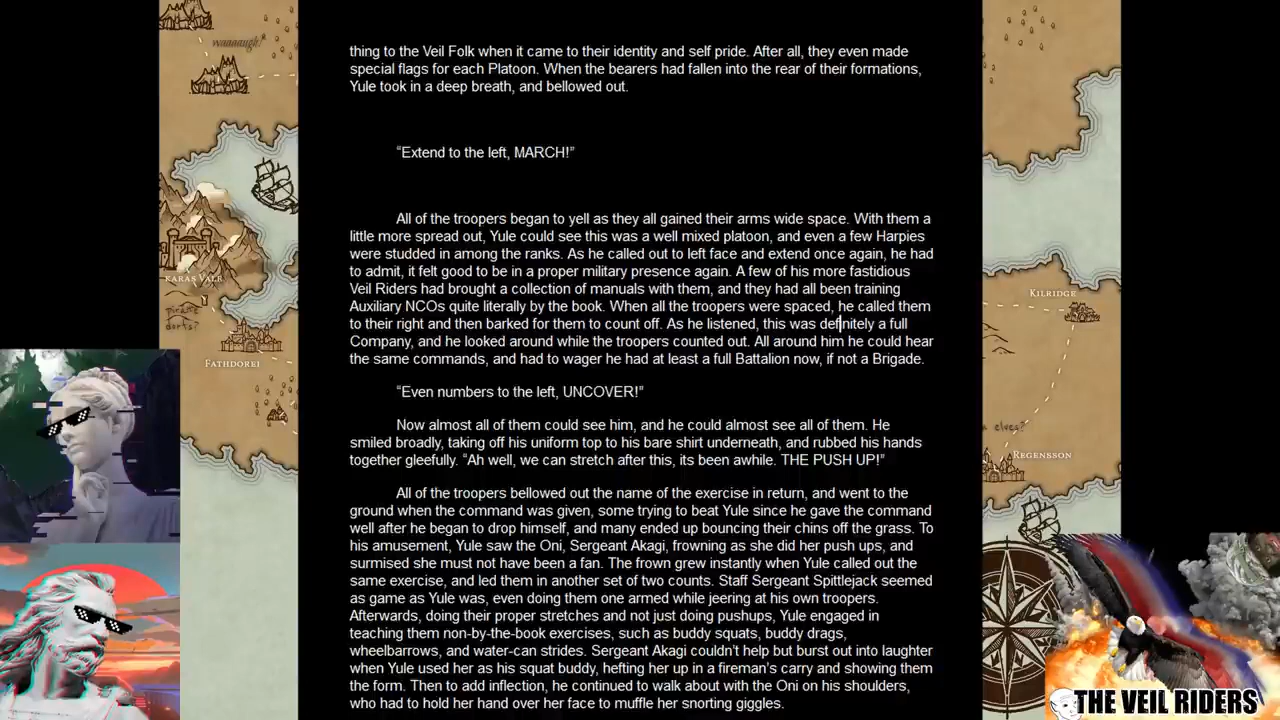 waaaaugh!
KARAS VALE
pirate
ports?
FATHDOREI
thing to the Veil Folk when it came to their identity and self pride. After all, they even made
special flags for each Platoon. When the bearers had fallen into the rear of their formations,
Yule took in a deep breath, and bellowed out.
“Extend to the left, MARCH!”
All of the troopers began to yell as they all gained their arms wide space. With them a
little more spread out, Yule could see this was a well mixed platoon, and even a few Harpies
were studded in among the ranks. As he called out to left face and extend once again, he had
to admit, it felt good to be in a proper military presence again. A few of his more fastidious
Veil Riders had brought a collection of manuals with them, and they had all been training
Auxiliary NCOs quite literally by the book. When all the troopers were spaced, he called them
to their right and then barked for them to count off. As he listened, this was definitely a full
Company, and he looked around while the troopers counted out. All around him he could hear
the same commands, and had to wager he had at least a full Battalion now, if not a Brigade.
“Even numbers to the left, UNCOVER!”
Now almost all of them could see him, and he could almost see all of them. He
smiled broadly, taking off his uniform top to his bare shirt underneath, and rubbed his hands
together gleefully. “Ah well, we can stretch after this, its been awhile. THE PUSH UP!”
All of the troopers bellowed out the name of the exercise in return, and went to the
ground when the command was given, some trying to beat Yule since he gave the command
well after he began to drop himself, and many ended up bouncing their chins off the grass. To
his amusement, Yule saw the Oni, Sergeant Akagi, frowning as she did her push ups, and
surmised she must not have been a fan. The frown grew instantly when Yule called out the
same exercise, and led them in another set of two counts. Staff Sergeant Spittlejack seemed
as game as Yule was, even doing them one armed while jeering at his own troopers.
Afterwards, doing their proper stretches and not just doing pushups, Yule engaged in
teaching them non-by-the-book exercises, such as buddy squats, buddy drags,
wheelbarrows, and water-can strides. Sergeant Akagi couldn’t help but burst out into laughter
when Yule used her as his squat buddy, hefting her up in a fireman’s carry and showing them
the form. Then to add inflection, he continued to walk about with the Oni on his shoulders,
who had to hold her hand over her face to muffle her snorting giggles.
KILRIDGE
elves?
REGENSSON
THE VEIL RIDERS